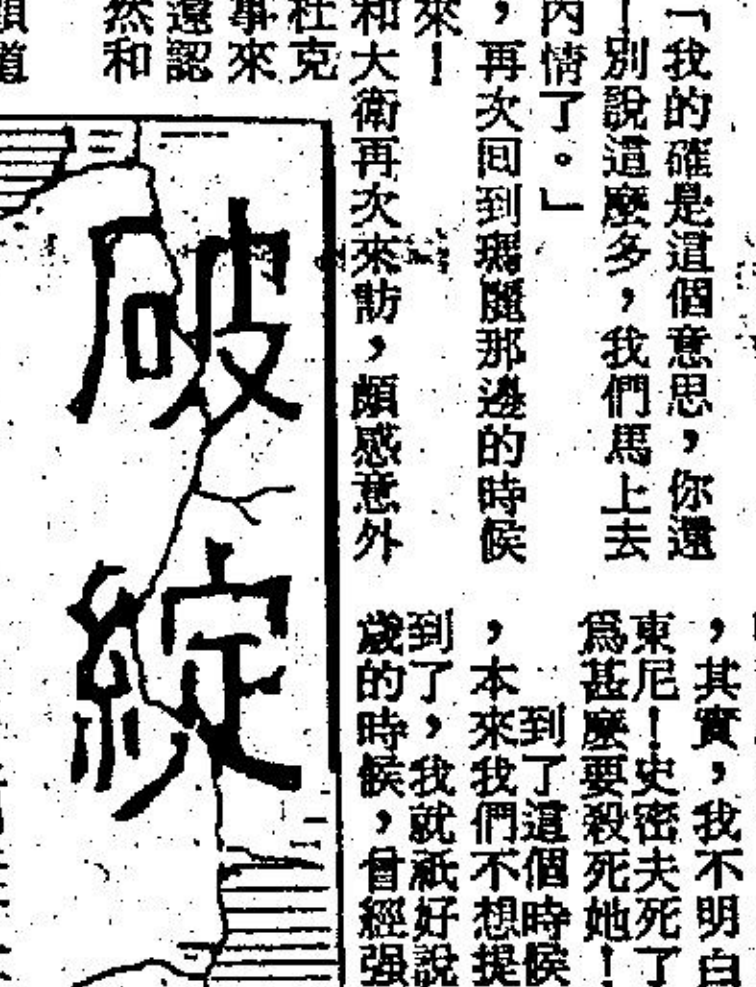 「我的確是這個意思，你還
！別說這麼多，我們馬上去
內情了。」
，再次回到瑪麗那邊的時候
來！
和大衛再次來訪，頗感意外
杜克
事來
還認
然和
道
破綻
，其實，我不明白
東尼！史密夫死了
爲甚麼要殺死她！
到了這個時候
，本來我們不想提
到了，我就祇好說
歲的時候，曾經强